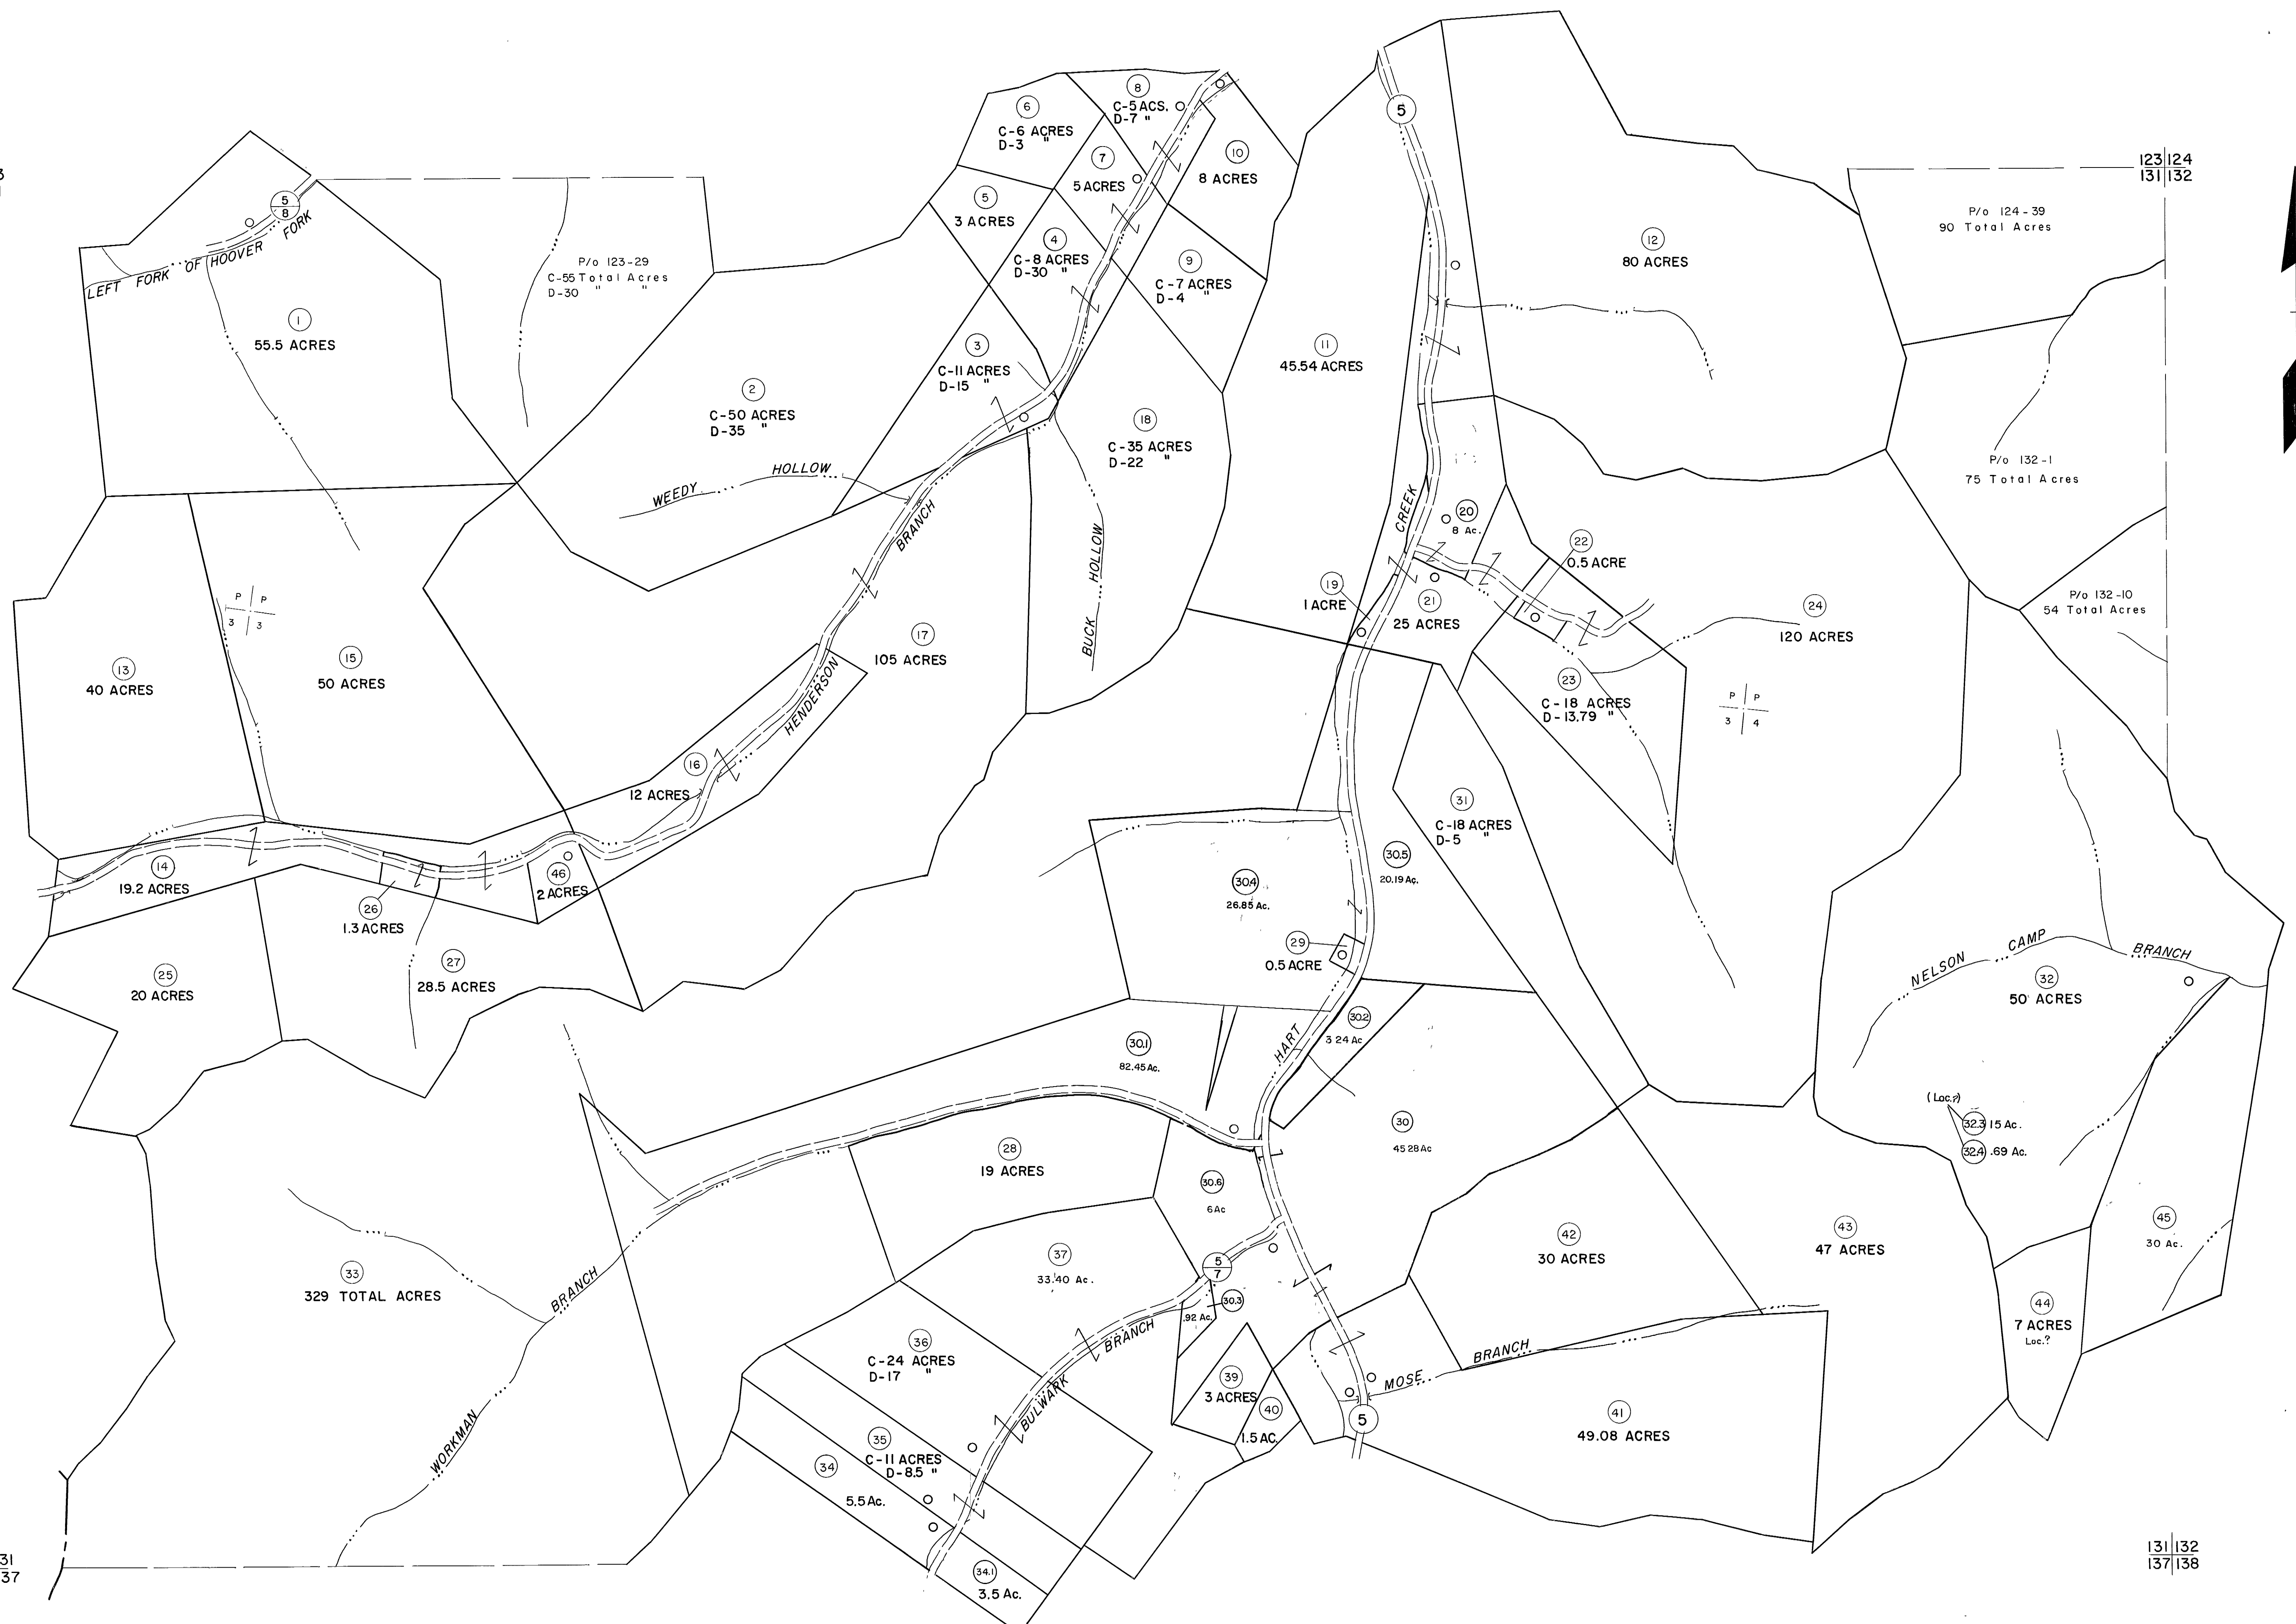 3
123 124
131 132
5
8
LEFT FORK OF HOOVER FORK
1
55.5 ACRES
P/o 123-29
C-55 Total Acres
D-30 " "
2
C-50 ACRES
D-35 "
WEEDY HOLLOW
6
C-6 ACRES
D-3 "
8
C-5 ACS.
D-7 "
7
5 ACRES
10
8 ACRES
5
3 ACRES
4
C-8 ACRES
D-30 "
9
C-7 ACRES
D-4 "
3
C-11 ACRES
D-15 "
18
C-35 ACRES
D-22 "
BUCK HOLLOW
HENDERSON BRANCH
5
11
45.54 ACRES
12
80 ACRES
P/o 124-39
90 Total Acres
P/o 132-1
75 Total Acres
P/o 132-10
54 Total Acres
20
8 Ac.
22
0.5 ACRE
19
1 ACRE
21
25 ACRES
24
120 ACRES
23
C-18 ACRES
D-13.79 "
P P
3 4
P P
3 3
13
40 ACRES
15
50 ACRES
17
105 ACRES
16
12 ACRES
14
19.2 ACRES
46
2 ACRES
26
1.3 ACRES
25
20 ACRES
27
28.5 ACRES
31
C-18 ACRES
D-5 "
30.5
20.19 Ac.
30.4
26.85 Ac.
29
0.5 ACRE
30.2
3 24 Ac
HART CREEK
30.1
82.45 Ac.
30
45 28 Ac
NELSON CAMP BRANCH
32
50 ACRES
(Loc.?)
32.3 15 Ac.
32.4 .69 Ac.
28
19 ACRES
30.6
6 Ac
42
30 ACRES
43
47 ACRES
45
30 Ac.
44
7 ACRES
Loc.?
33
329 TOTAL ACRES
WORKMAN BRANCH
37
33.40 Ac.
5
7
30.3
.92 Ac.
36
C-24 ACRES
D-17 "
BULWARK BRANCH
39
3 ACRES
40
1.5 AC.
MOSE BRANCH
5
41
49.08 ACRES
35
C-11 ACRES
D-8.5 "
34
5.5 Ac.
34.1
3.5 Ac.
31
37
131 132
137 138